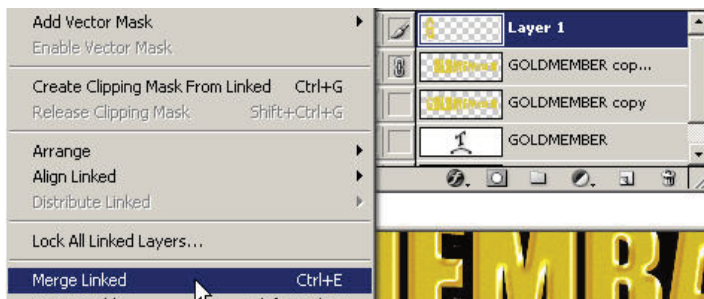 Add Vector Mask
Enable Vector Mask
Create Clipping Mask From Linked Ctrl+G
Release Clipping Mask Shift+Ctrl+G
Arrange
Align Linked
Distribute Linked
Lock All Linked Layers...
Merge Linked Ctrl+E
Layer 1
GOLDMEMBER cop...
GOLDMEMBER copy
T GOLDMEMBER
EMBA